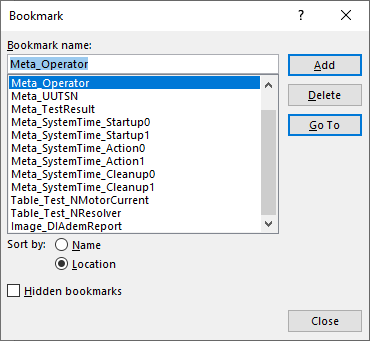 Bookmark
?
Bookmark name:
Meta_Operator
Add
Meta_Operator
Meta_UUTSN
Delete
Meta_TestResult
Meta_SystemTime_Startup0
Go To
Meta_SystemTime_Startup1
Meta_SystemTime_Action0
Meta_SystemTime_Action1
Meta_SystemTime_Cleanup0
Meta_SystemTime_Cleanup1
Table_Test_NMotorCurrent
Table_Test_NResolver
Image_DIAdemReport
Sort by:
Name
Location
Hidden bookmarks
Close